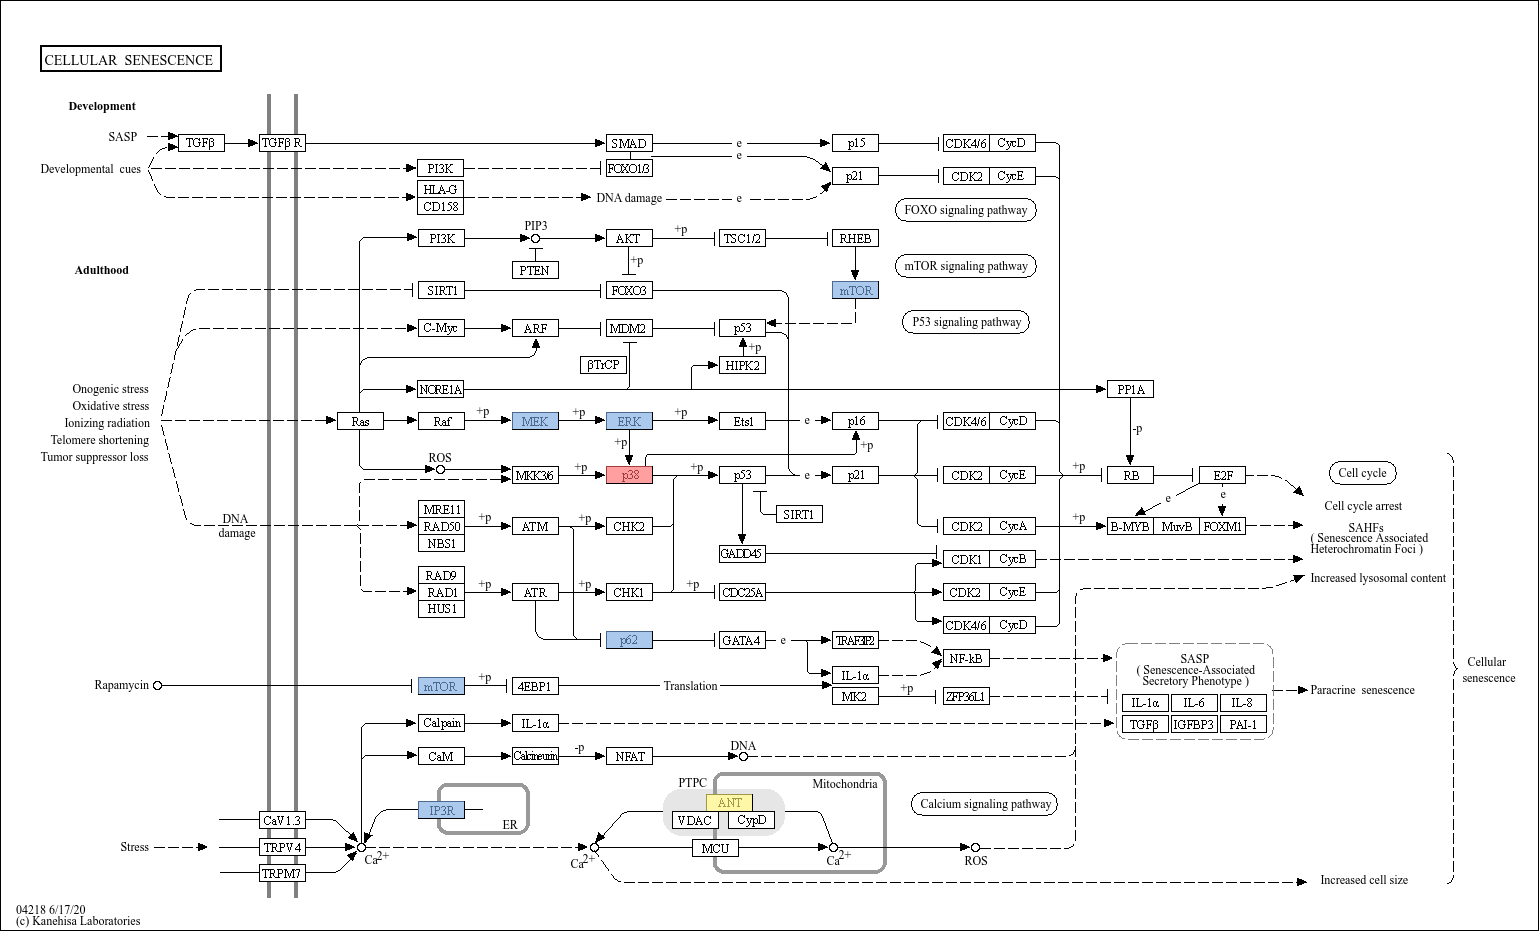 CELLULAR SENESCENCE
Development
SASP
TGFβ
TGFβ R
SMAD
e
p15
CDK4/6 CycD
e
Developmental cues
PI3K
FOXO1/3
p21
CDK2 CycE
HLA-G
CD158
DNA damage
e
FOXO signaling pathway
PIP3
PI3K
AKT
+p
TSC1/2
RHEB
PTEN
+p
mTOR signaling pathway
Adulthood
SIRT1
FOXO3
mTOR
C-Myc
ARF
MDM2
p53
P53 signaling pathway
βTrCP
HIPK2
+p
NORE1A
PP1A
Onogenic stress
Oxidative stress
Ionizing radiation
Telomere shortening
Tumor suppressor loss
Ras
Raf
+p
MEK
+p
ERK
+p
Ets1
e
p16
CDK4/6 CycD
-p
+p
+p
ROS
MKK3/6
+p
p38
+p
p53
e
p21
CDK2 CycE
+p
RB
E2F
Cell cycle
e
e
Cell cycle arrest
DNA
damage
MRE11
RAD50
NBS1
+p
ATM
CHK2
SIRT1
CDK2 CycA
+p
B-MYB MuvB FOXM1
SAHFs
( Senescence Associated
Heterochromatin Foci )
GADD45
CDK1 CycB
RAD9
RAD1
HUS1
+p
ATR
+p
CHK1
+p
CDC25A
CDK2 CycE
Increased lysosomal content
CDK4/6 CycD
p62
GATA4
e
TRAF3IP2
IL-1α
NF-kB
SASP
( Senescence-Associated
Secretory Phenotype )
IL-1α IL-6 IL-8
TGFβ IGFBP3 PAI-1
Paracrine senescence
Cellular
senescence
Rapamycin
mTOR
+p
4EBP1
Translation
MK2
+p
ZFP36L1
Calpain
IL-1α
CaM
Calcineurin
-p
NFAT
DNA
PTPC
Mitochondria
IP3R
ER
ANT
VDAC
CypD
Calcium signaling pathway
CaV1.3
Stress
TRPV4
TRPM7
Ca2+
Ca2+
MCU
Ca2+
ROS
Increased cell size
04218 6/17/20
(c) Kanehisa Laboratories